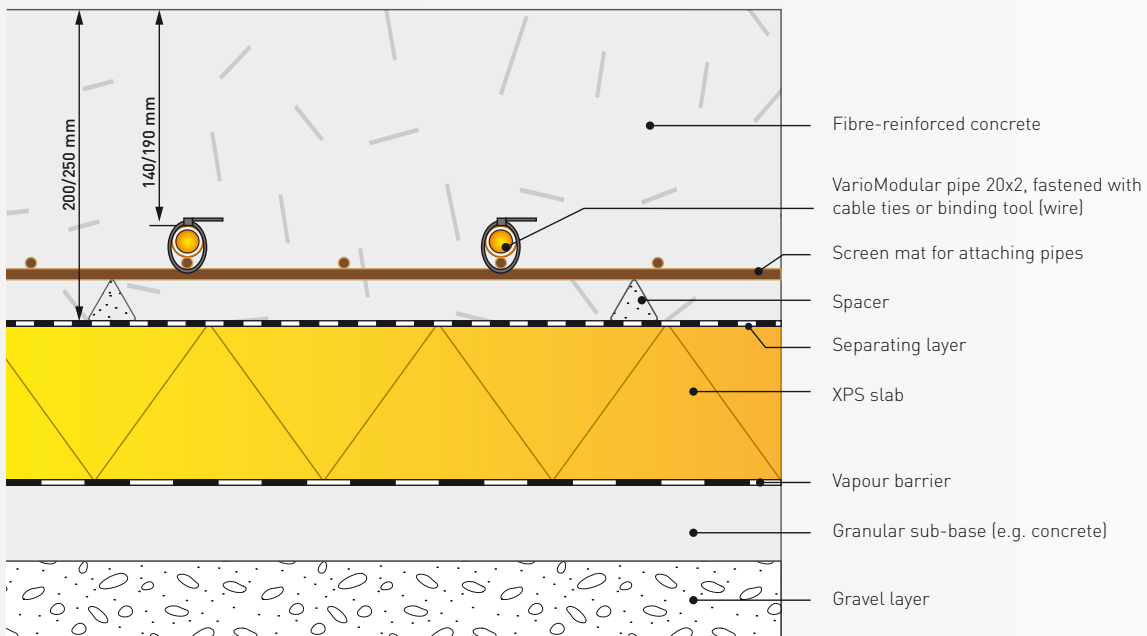 200/250 mm
140/190 mm
Fibre-reinforced concrete
VarioModular pipe 20x2, fastened with
cable ties or binding tool (wire)
Screen mat for attaching pipes
Spacer
Separating layer
XPS slab
Vapour barrier
Granular sub-base (e.g. concrete)
Gravel layer